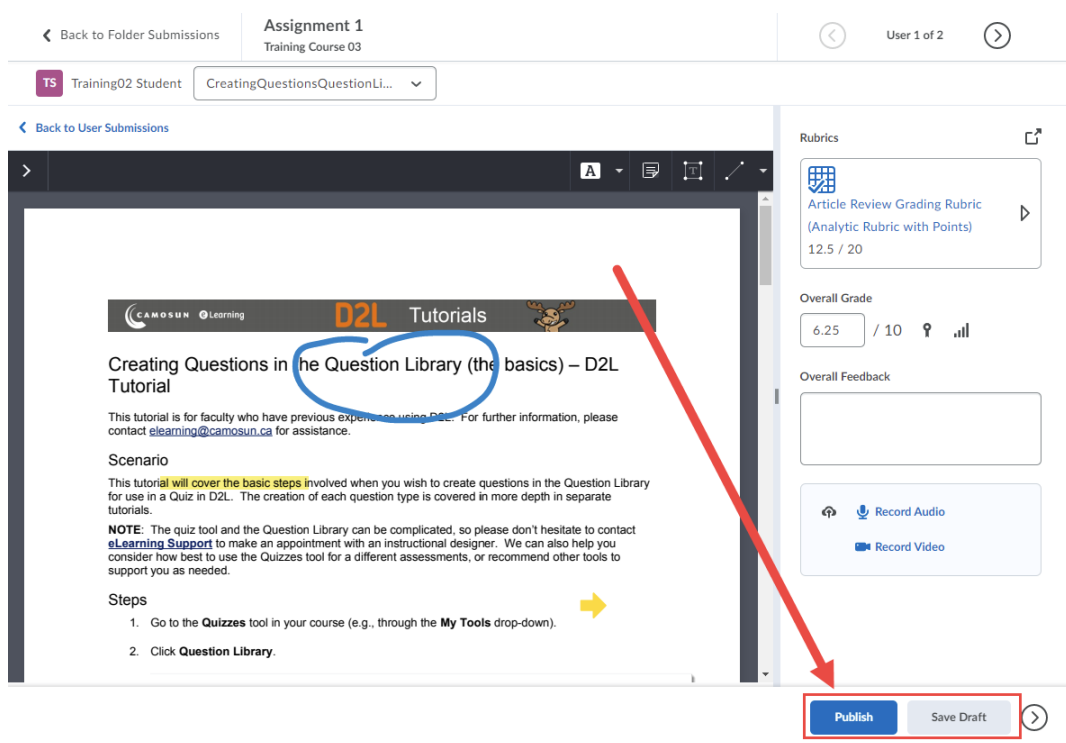 Back to Folder Submissions
Assignment 1
Training Course 03
User 1 of 2
TS Training02 Student CreatingQuestionsQuestionLi...
Back to User Submissions
A T
CAMOSUN eLearning D2L Tutorials
Creating Questions in the Question Library (the basics) – D2L
Tutorial
This tutorial is for faculty who have previous experience using D2L. For further information, please
contact elearning@camosun.ca for assistance.
Scenario
This tutorial will cover the basic steps involved when you wish to create questions in the Question Library
for use in a Quiz in D2L. The creation of each question type is covered in more depth in separate
tutorials.
NOTE: The quiz tool and the Question Library can be complicated, so please don't hesitate to contact
eLearning Support to make an appointment with an instructional designer. We can also help you
consider how best to use the Quizzes tool for a different assessments, or recommend other tools to
support you as needed.
Steps
1. Go to the Quizzes tool in your course (e.g., through the My Tools drop-down).
2. Click Question Library.
Rubrics
Article Review Grading Rubric
(Analytic Rubric with Points)
12.5 / 20
Overall Grade
6.25 / 10
Overall Feedback
Record Audio
Record Video
Publish Save Draft